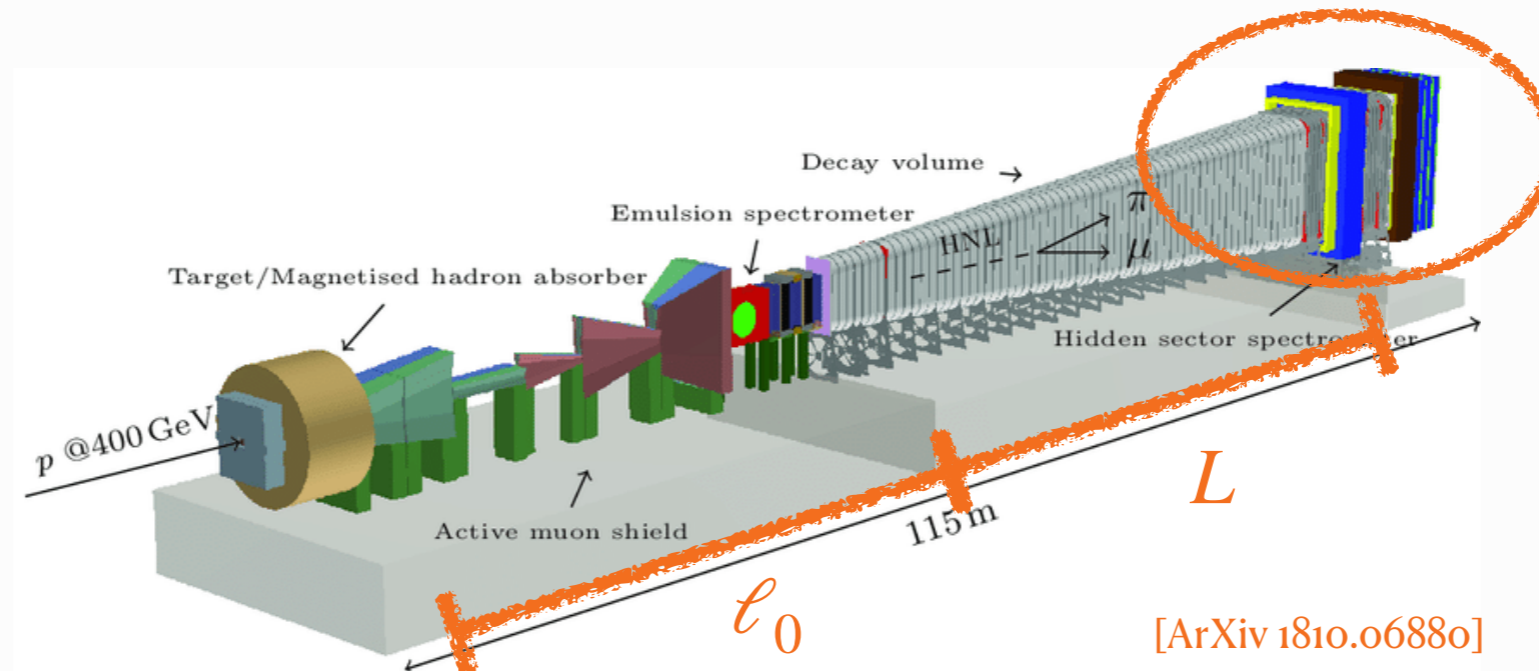 Decay volume
Emulsion spectrometer
π
HNL
μ
Target/Magnetised hadron absorber
Hidden sector spectrometer
p @400 GeV
L
Active muon shield
115 m
ℓ0
[ArXiv 1810.06880]